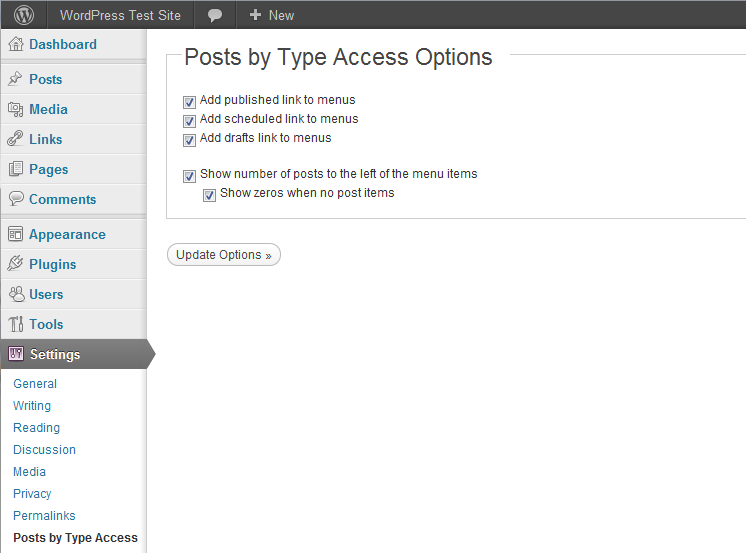 WordPress Test Site
New
Dashboard
Posts
Media
Links
Pages
Comments
Appearance
Plugins
Users
Tools
Settings
General
Writing
Reading
Discussion
Media
Privacy
Permalinks
Posts by Type Access
Posts by Type Access Options
Add published link to menus
Add scheduled link to menus
Add drafts link to menus
Show number of posts to the left of the menu items
Show zeros when no post items
Update Options »